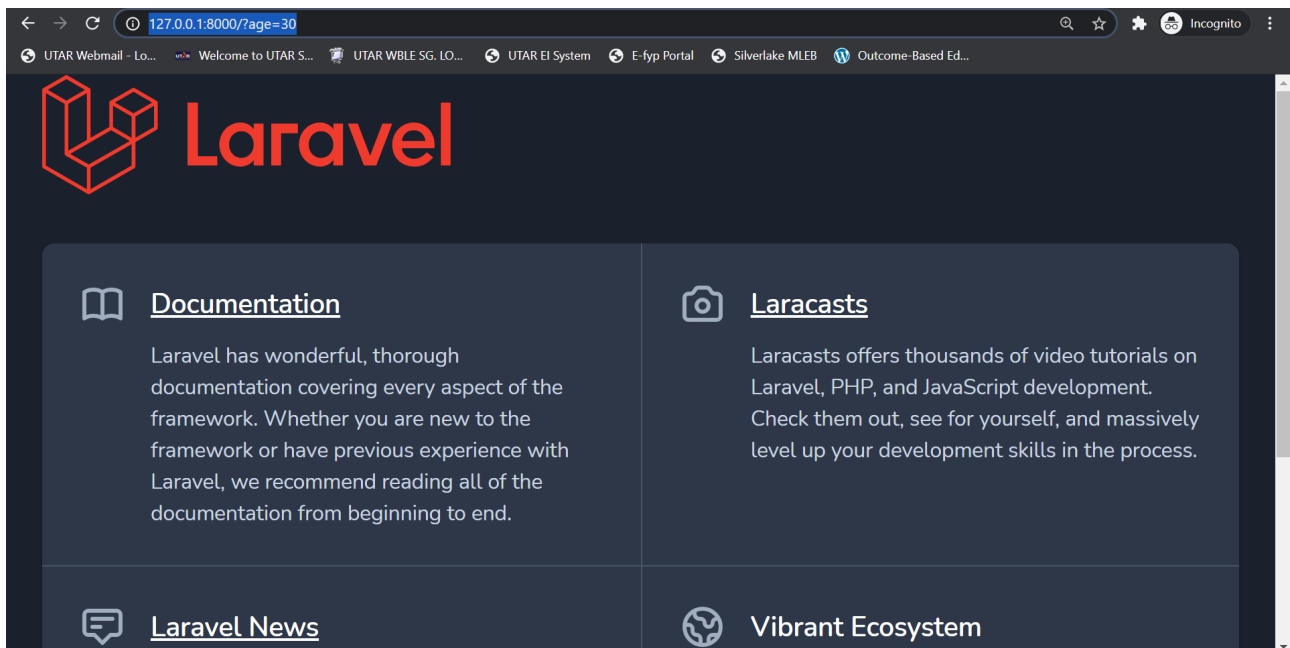 127.0.0.1:8000/?age=30
Incognito
UTAR Webmail - Lo... Welcome to UTAR S... UTAR WBLE SG. LO... UTAR EI System E-fyp Portal Silverlake MLEB Outcome-Based Ed...
Laravel
Documentation
Laravel has wonderful, thorough
documentation covering every aspect of the
framework. Whether you are new to the
framework or have previous experience with
Laravel, we recommend reading all of the
documentation from beginning to end.
Laracasts
Laracasts offers thousands of video tutorials on
Laravel, PHP, and JavaScript development.
Check them out, see for yourself, and massively
level up your development skills in the process.
Laravel News
Vibrant Ecosystem